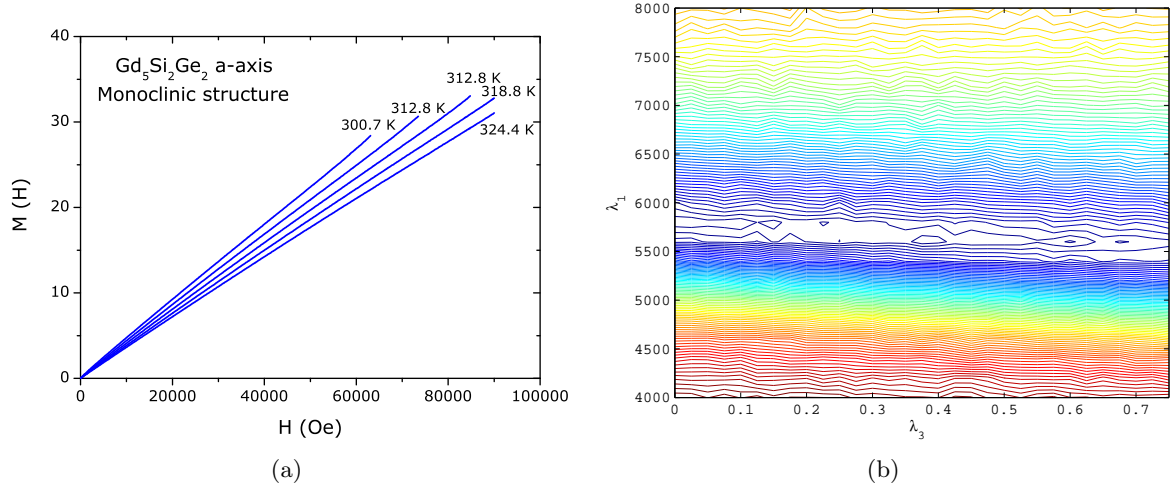 40
30
20
10
0
M (H)
Gd5Si2Ge2 a-axis
Monoclinic structure
300.7 K
312.8 K
312.8 K
318.8 K
324.4 K
0
20000
40000
60000
80000
100000
H (Oe)
(a)
8000
7500
7000
6500
6000
5500
5000
4500
4000
λ1
0
0.1
0.2
0.3
0.4
0.5
0.6
0.7
λ3
(b)